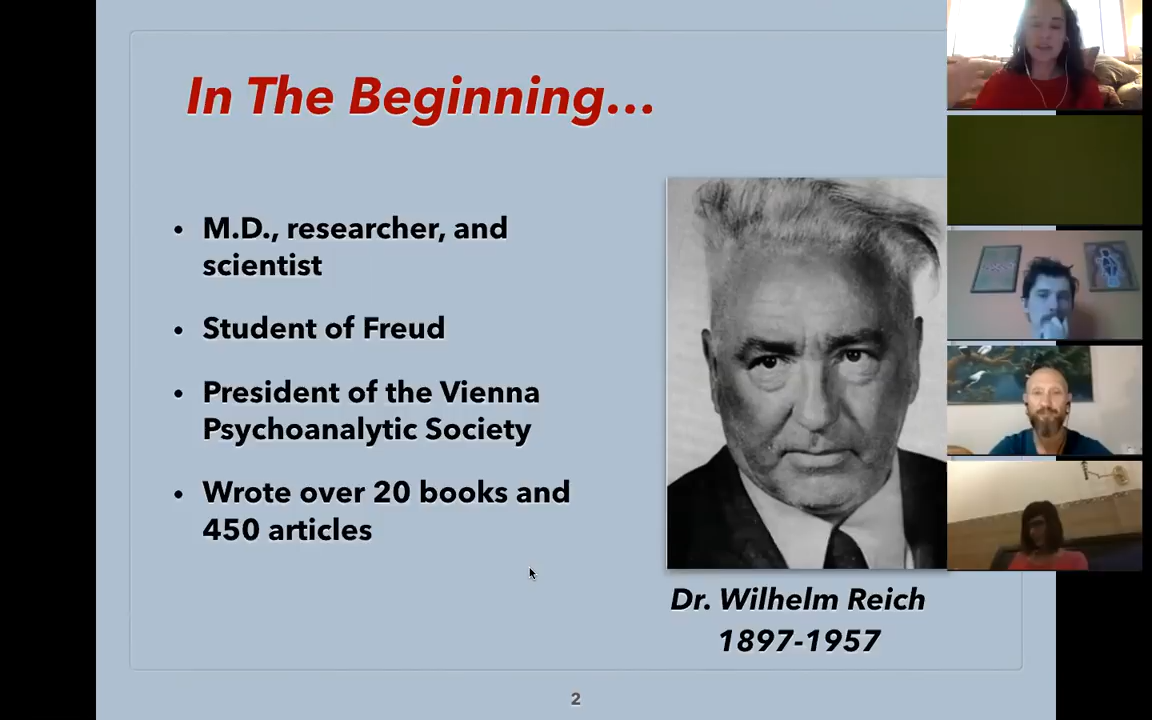 In The Beginning...
• M.D., researcher, and
scientist
• Student of Freud
• President of the Vienna
Psychoanalytic Society
• Wrote over 20 books and
450 articles
Dr. Wilhelm Reich
1897-1957
2